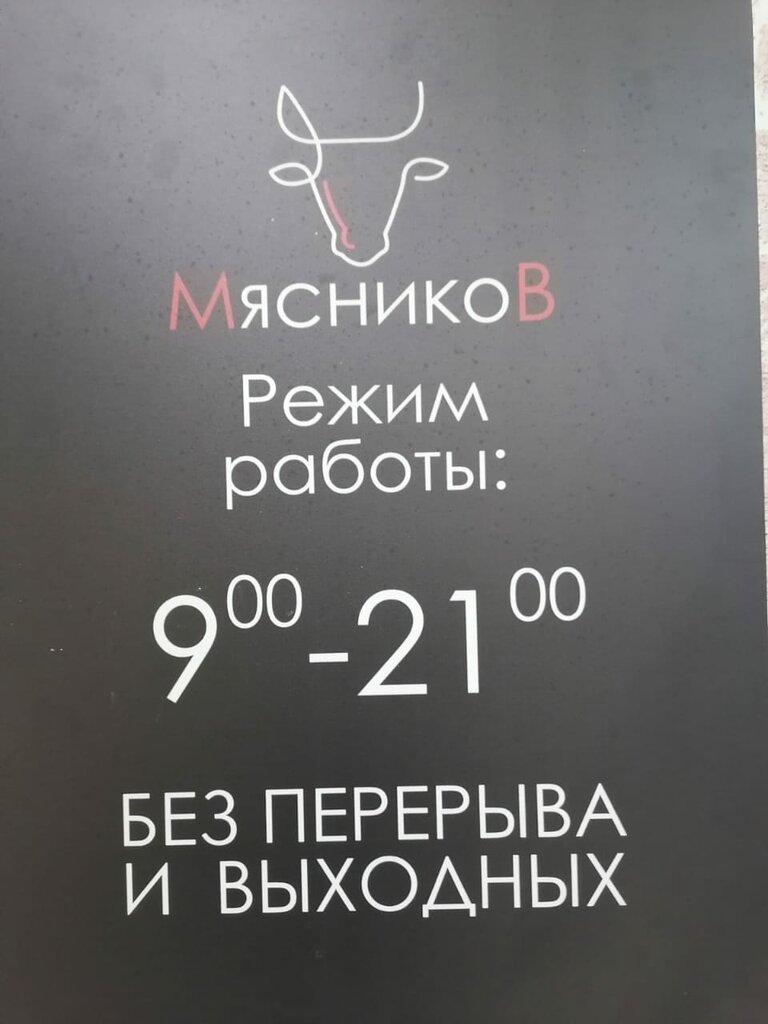 МясникоВ
Режим
работы:
9⁰⁰-21⁰⁰
БЕЗ ПЕРЕРЫВА
И ВЫХОДНЫХ